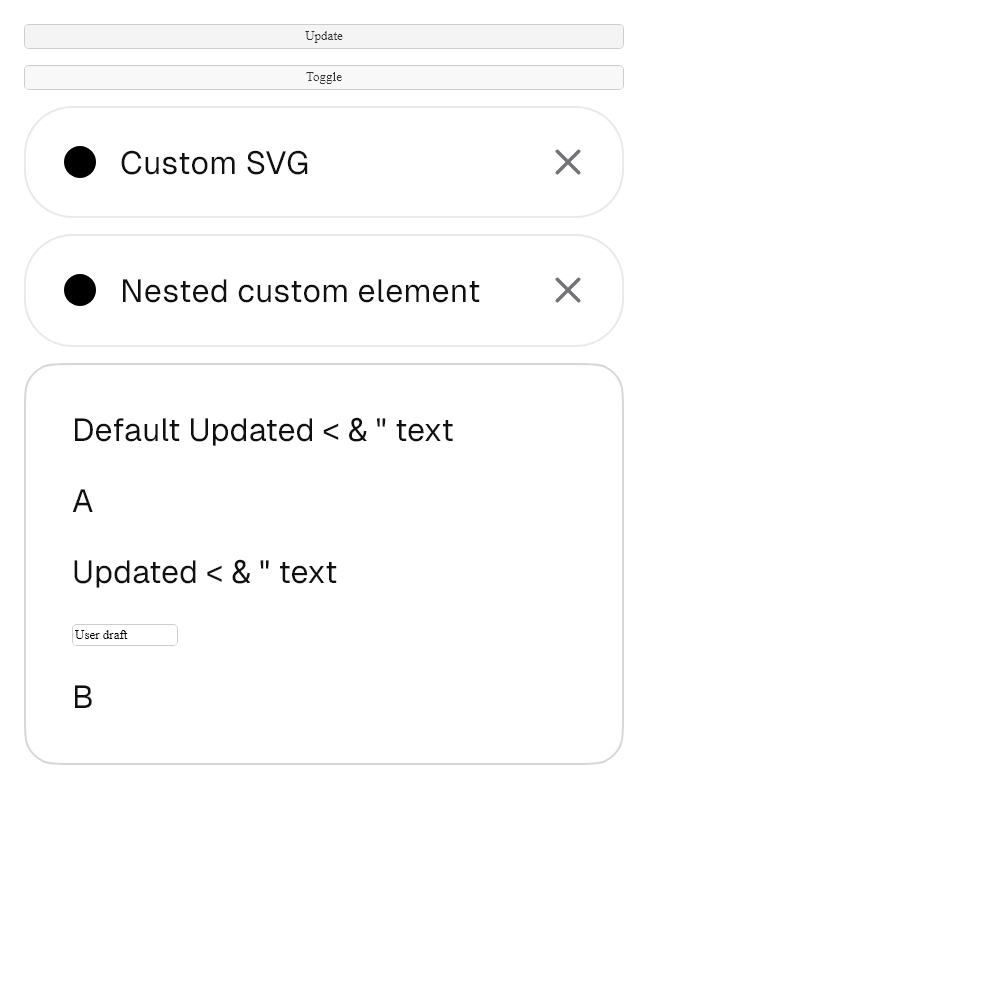 Update
Toggle
Custom SVG
Nested custom element
Default Updated < & " text
A
Updated < & " text
User draft
B